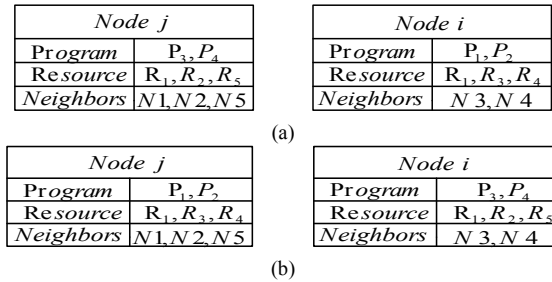 Node j Node i
Program P3, P4 Program P1, P2
Resource R1, R2, R5 Resource R1, R3, R4
Neighbors N1, N2, N5 Neighbors N3, N4
(a)
Node j Node i
Program P1, P2 Program P3, P4
Resource R1, R3, R4 Resource R1, R2, R5
Neighbors N1, N2, N5 Neighbors N3, N4
(b)